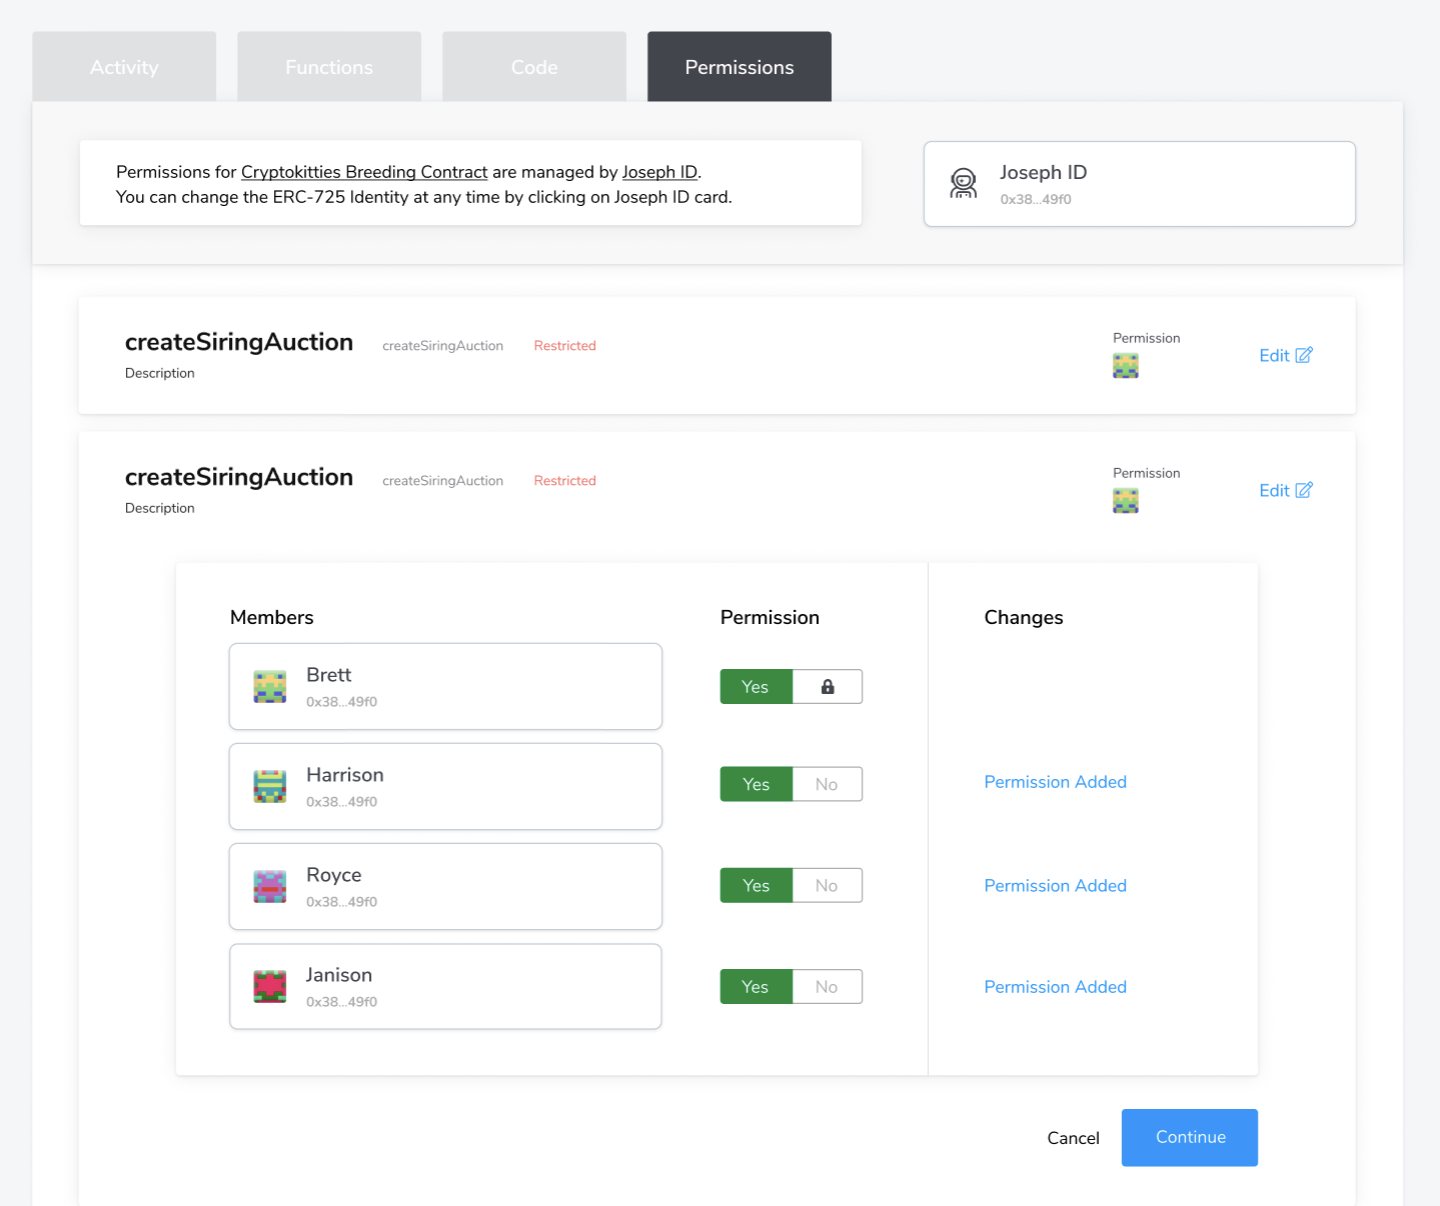 Activity
Functions
Code
Permissions
Permissions for Cryptokitties Breeding Contract are managed by Joseph ID.
You can change the ERC-725 Identity at any time by clicking on Joseph ID card.
Joseph ID
0x38...49f0
createSiringAuction createSiringAuction Restricted
Description
Permission
Edit
createSiringAuction createSiringAuction Restricted
Description
Permission
Edit
Members Permission Changes
Brett
0x38...49f0
Yes
Harrison
0x38...49f0
Yes No
Permission Added
Royce
0x38...49f0
Yes No
Permission Added
Janison
0x38...49f0
Yes No
Permission Added
Cancel
Continue